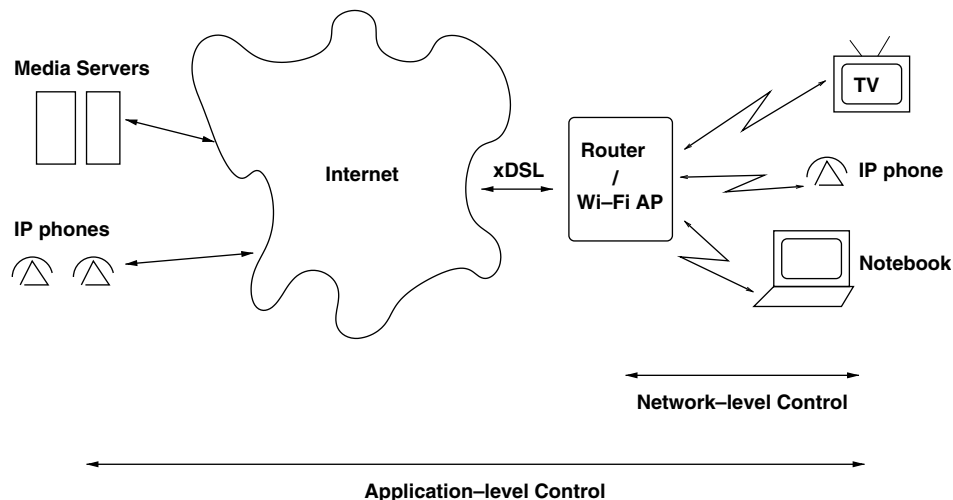 Media Servers
TV
Internet
xDSL
Router
/
Wi–Fi AP
IP phone
IP phones
Notebook
Network–level Control
Application–level Control